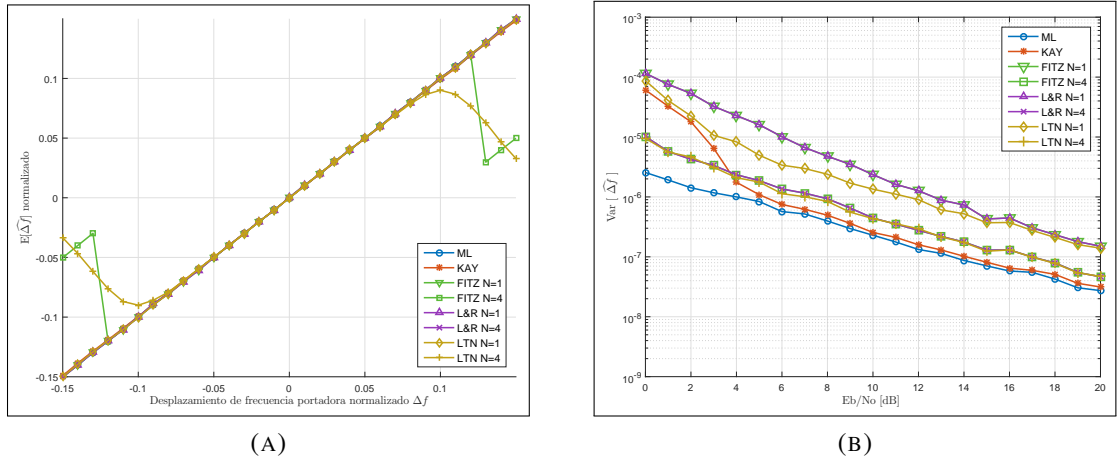 E[Δ̂f] normalizado
0.1
0.05
0
-0.05
-0.1
-0.15
-0.15 -0.1 -0.05 0 0.05 0.1
Desplazamiento de frecuencia portadora normalizado Δf
ML
KAY
FITZ N=1
FITZ N=4
L&R N=1
L&R N=4
LTN N=1
LTN N=4
(A)
Var [ Δ̂f ]
10⁻³
10⁻⁴
10⁻⁵
10⁻⁶
10⁻⁷
10⁻⁸
10⁻⁹
0 2 4 6 8 10 12 14 16 18 20
Eb/No [dB]
ML
KAY
FITZ N=1
FITZ N=4
L&R N=1
L&R N=4
LTN N=1
LTN N=4
(B)